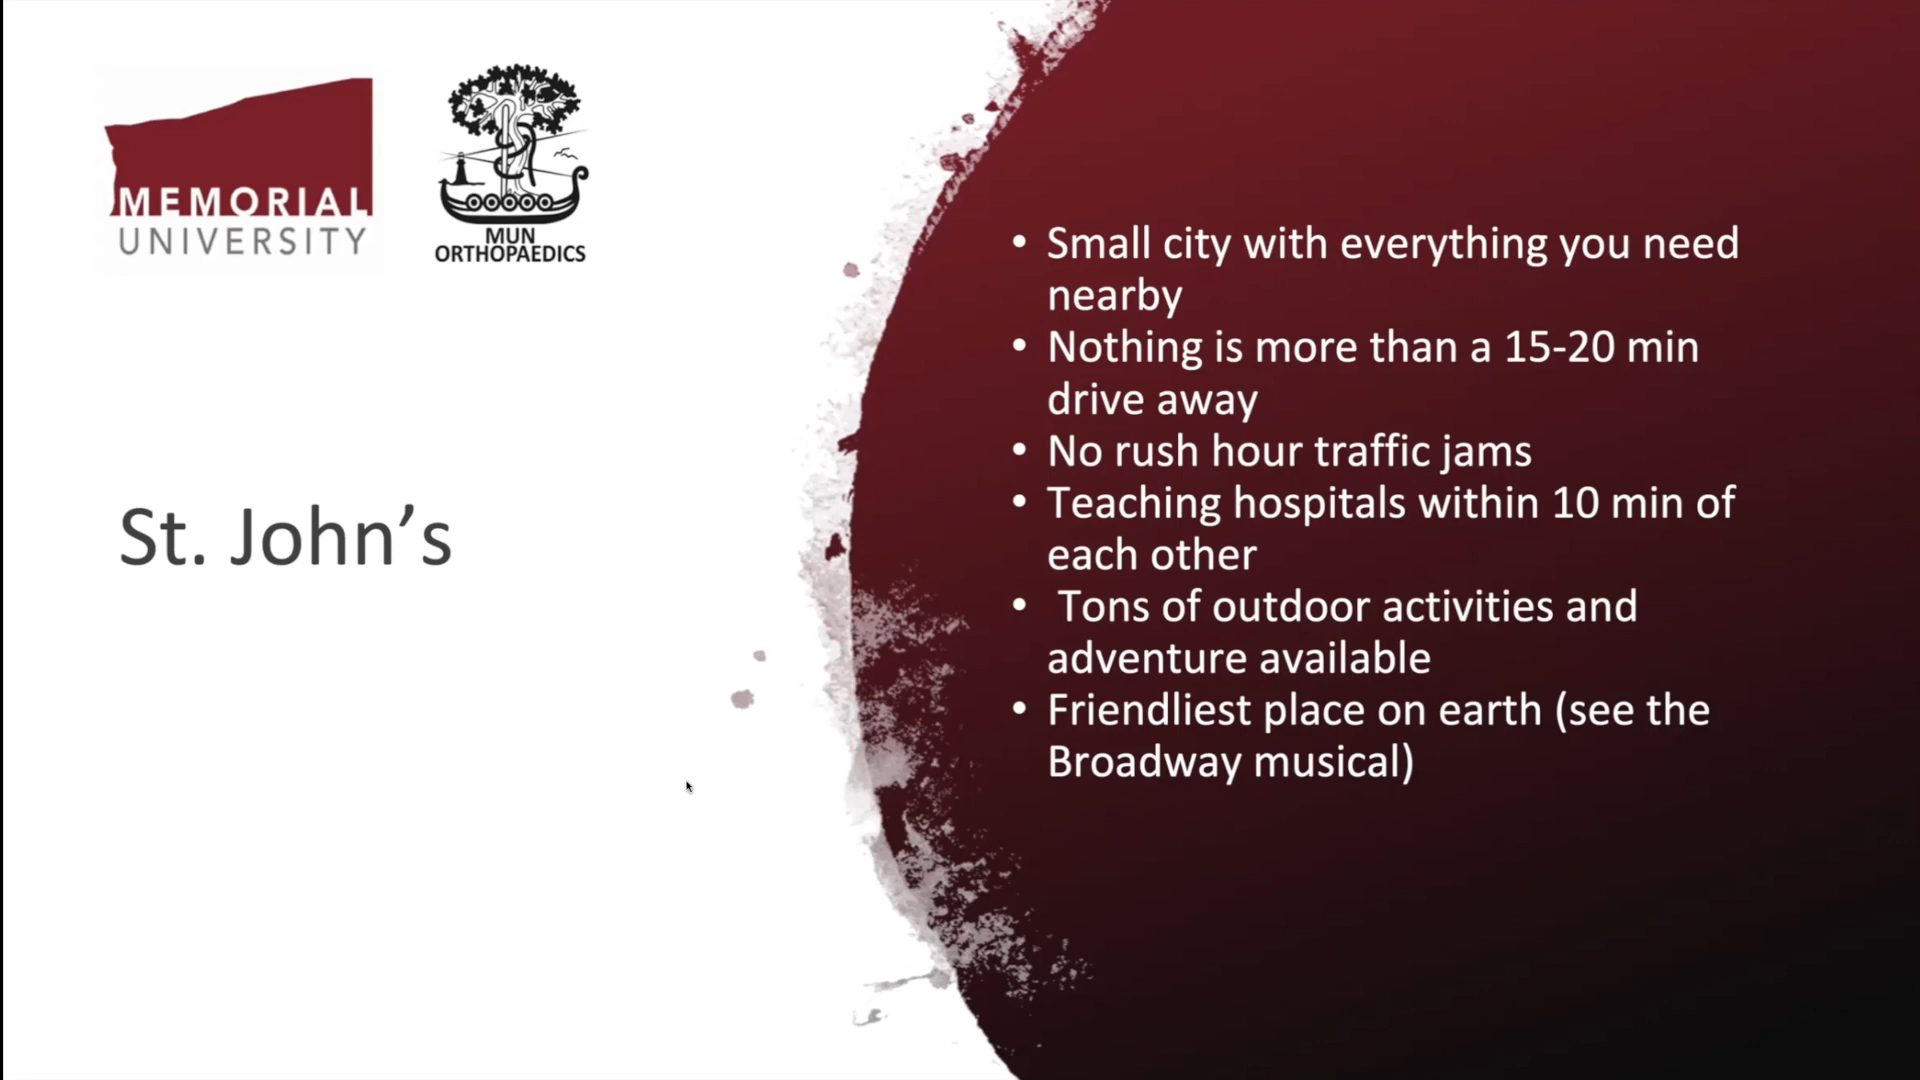 MEMORIAL
UNIVERSITY
MUN
ORTHOPAEDICS
St. John’s
• Small city with everything you need
nearby
• Nothing is more than a 15-20 min
drive away
• No rush hour traffic jams
• Teaching hospitals within 10 min of
each other
• Tons of outdoor activities and
adventure available
• Friendliest place on earth (see the
Broadway musical)